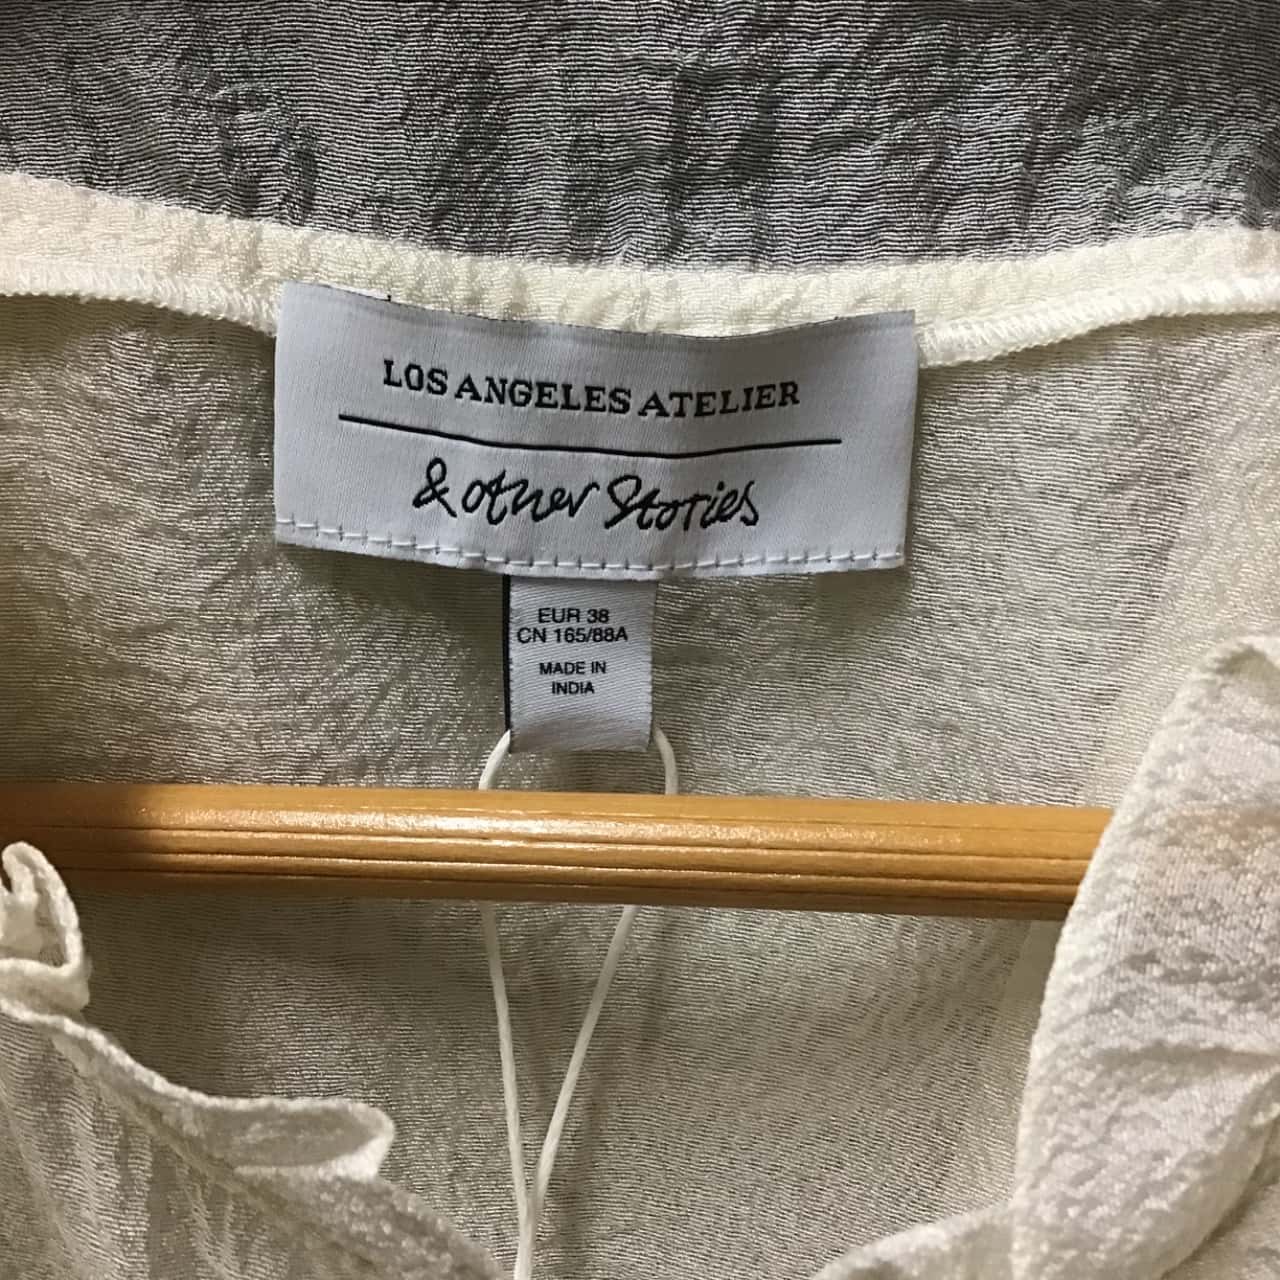 LOS ANGELES ATELIER
& other Stories
EUR 38
CN 165/88A
MADE IN
INDIA